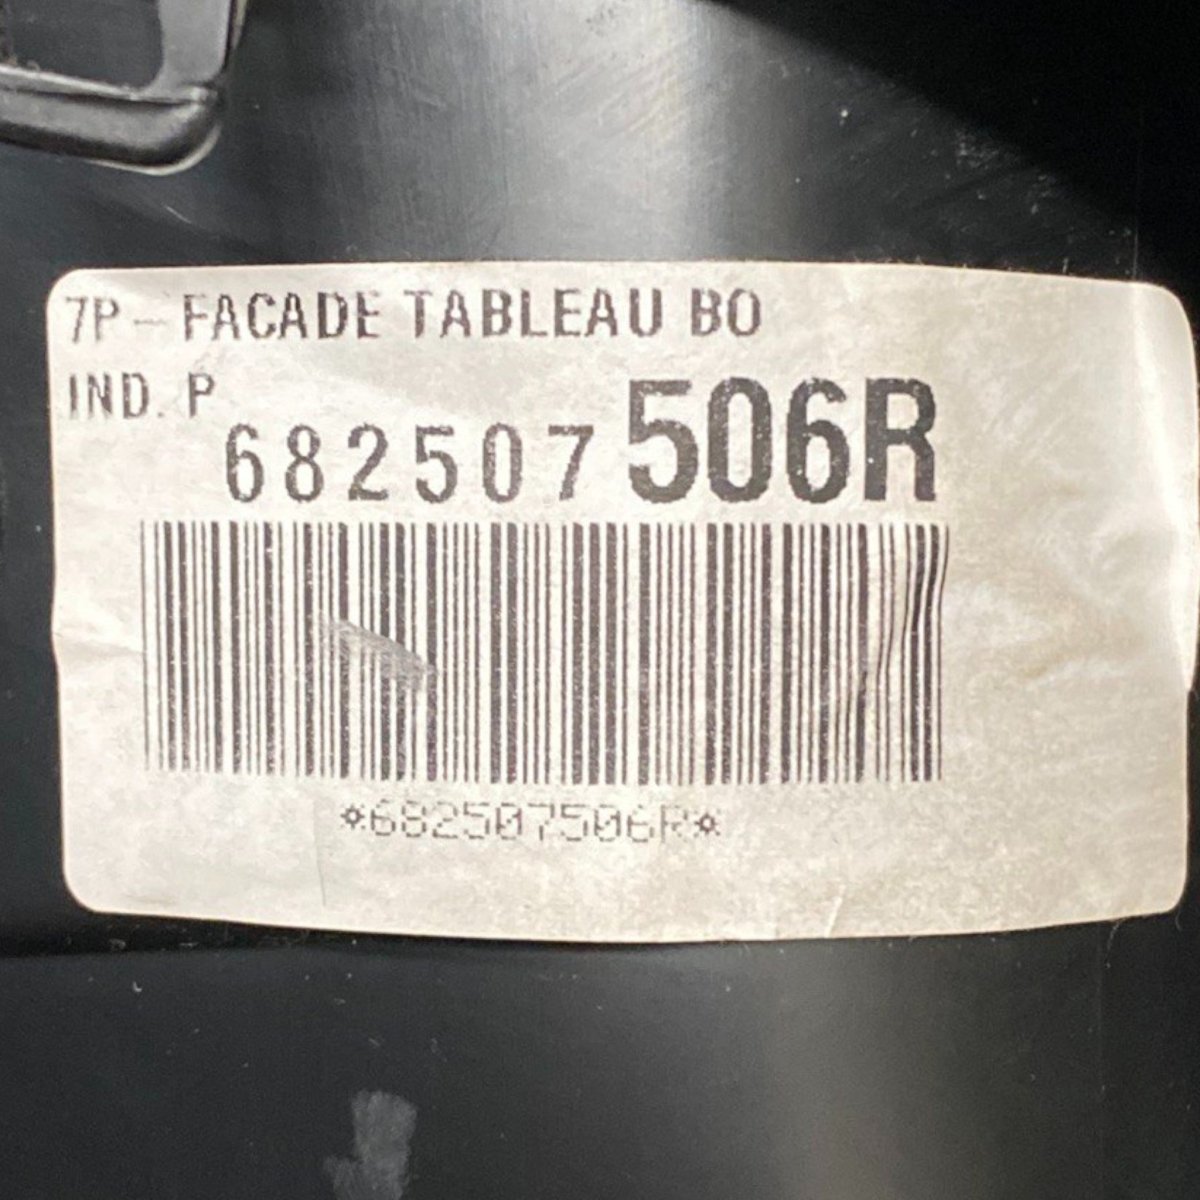 7P-FACADE TABLEAU BO
IND. P
682507506R
*682507506R*